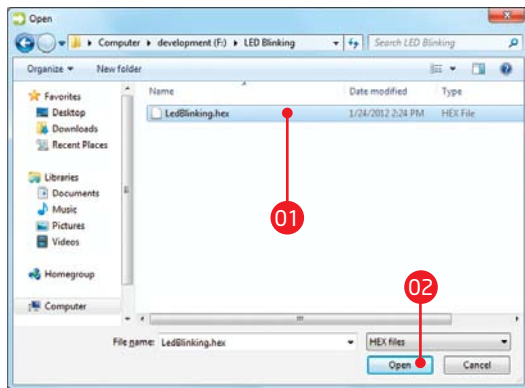 Open
Computer ▸ development (F:) ▸ LED Blinking
Search LED Blinking
Organize
New folder
Name
Date modified
Type
Favorites
Desktop
Downloads
Recent Places
Libraries
Documents
Music
Pictures
Videos
Homegroup
Computer
LedBlinking.hex
1/24/2012 2:24 PM
HEX File
01
02
File name:
LedBlinking.hex
HEX files
Open
Cancel